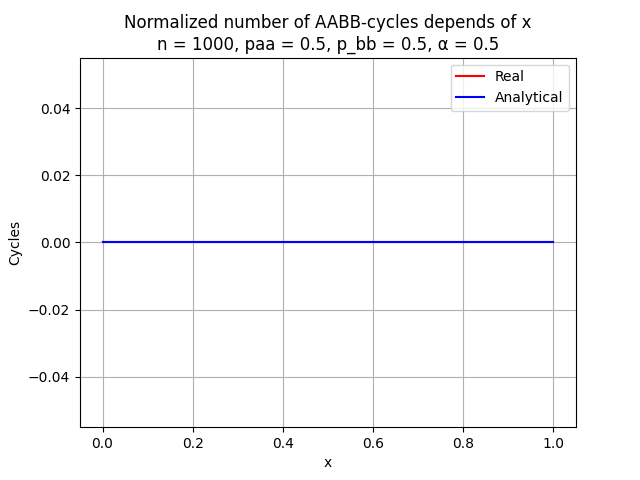 Normalized number of AABB-cycles depends of x
n = 1000, paa = 0.5, p_bb = 0.5, α = 0.5
Real
Analytical
0.04
0.02
0.00
−0.02
−0.04
Cycles
0.0 0.2 0.4 0.6 0.8 1.0
x